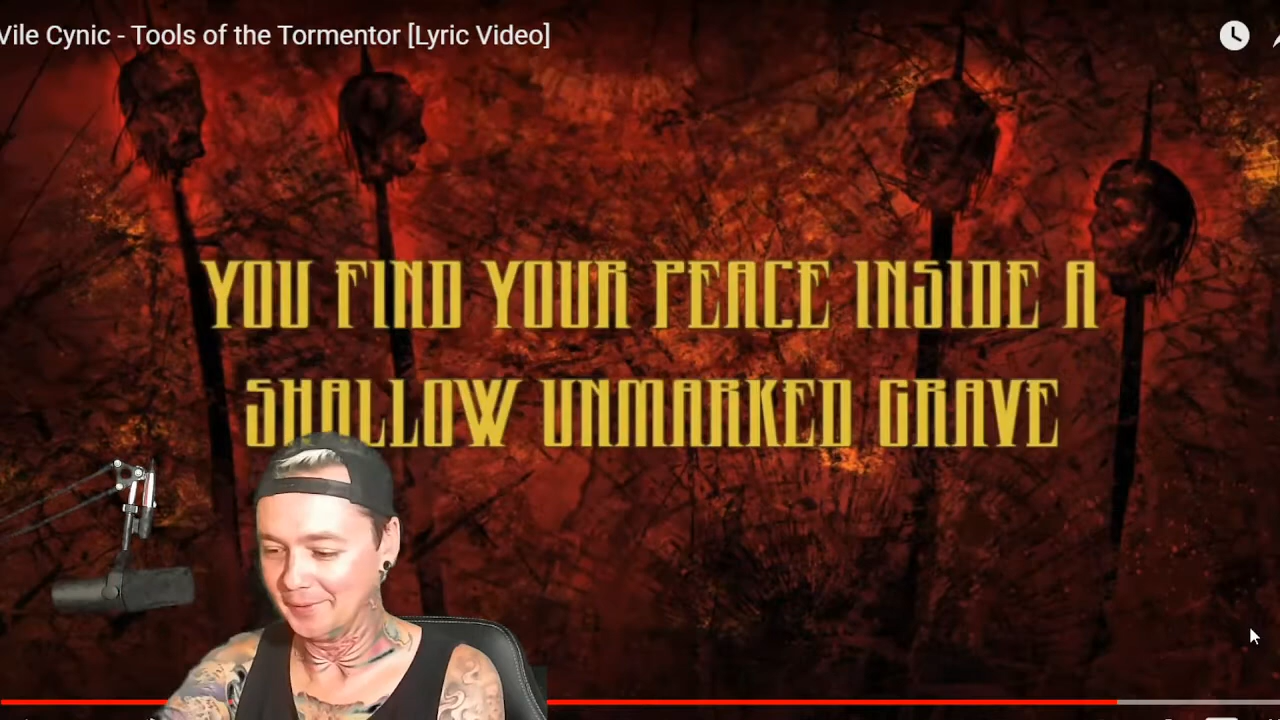 Vile Cynic - Tools of the Tormentor [Lyric Video]
YOU FIND YOUR PEACE INSIDE A
SHALLOW UNMARKED GRAVE